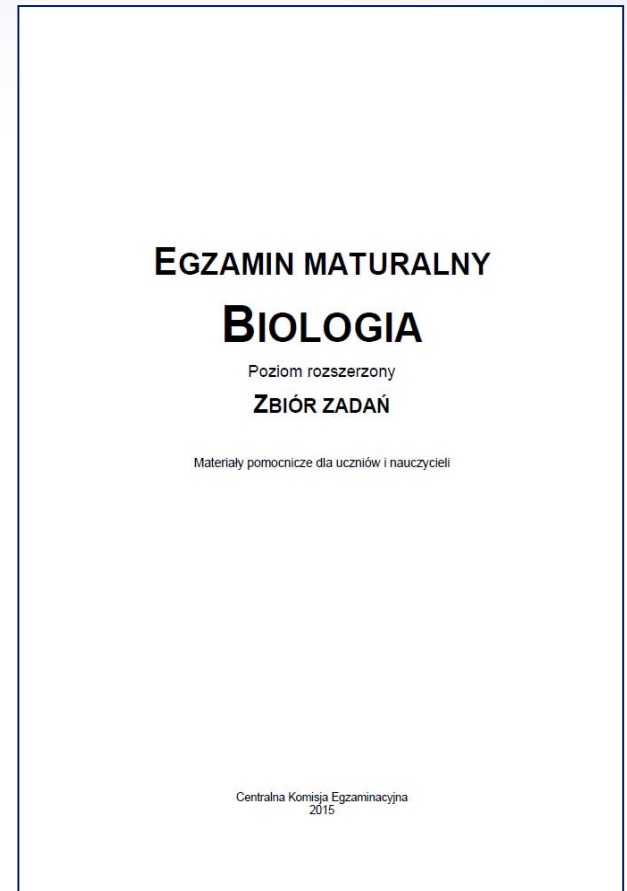 EGZAMIN MATURALNY
BIOLOGIA
Poziom rozszerzony
ZBIÓR ZADAŃ
Materiały pomocnicze dla uczniów i nauczycieli
Centralna Komisja Egzaminacyjna
2015